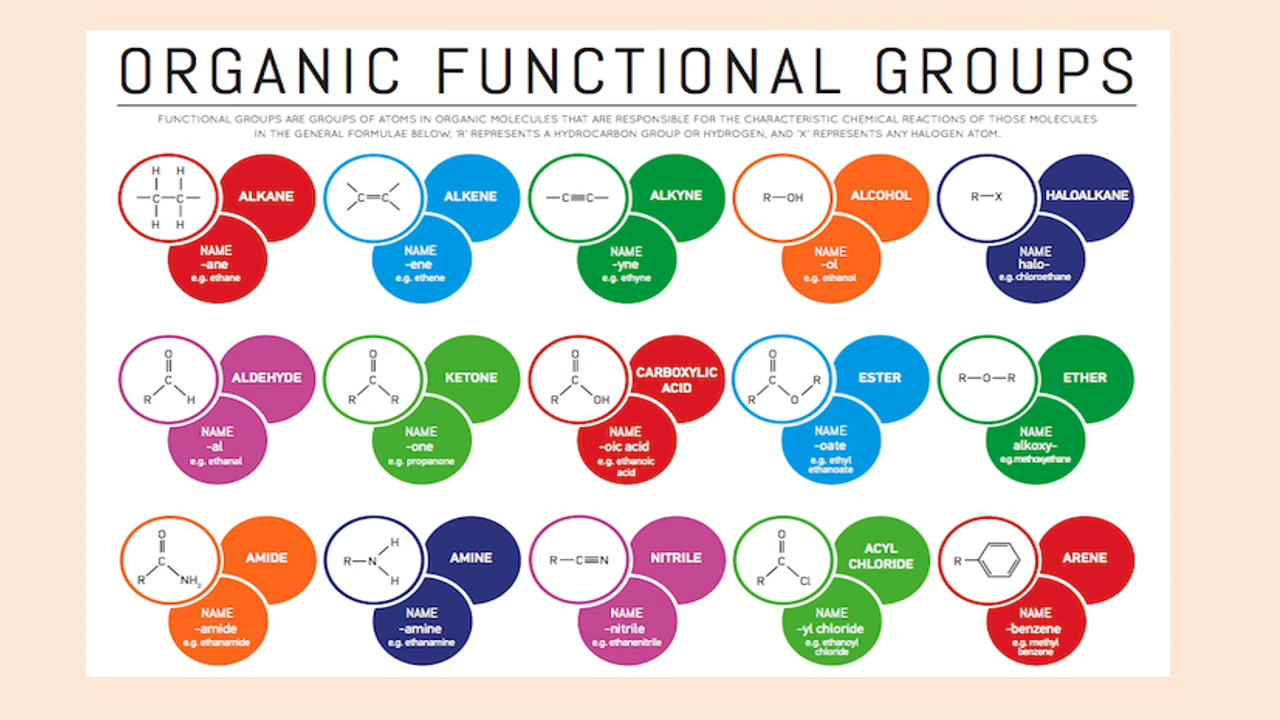 ORGANIC FUNCTIONAL GROUPS
FUNCTIONAL GROUPS ARE GROUPS OF ATOMS IN ORGANIC MOLECULES THAT ARE RESPONSIBLE FOR THE CHARACTERISTIC CHEMICAL REACTIONS OF THOSE MOLECULES
IN THE GENERAL FORMULAE BELOW, 'R' REPRESENTS A HYDROCARBON GROUP OR HYDROGEN, AND 'X' REPRESENTS ANY HALOGEN ATOM.
H H
C C
H H
ALKANE
NAME
-ane
e.g. ethane
C=C
ALKENE
NAME
-ene
e.g. ethene
C≡C
ALKYNE
NAME
-yne
e.g. ethyne
R—OH
ALCOHOL
NAME
-ol
e.g. ethanol
R—X
HALOALKANE
NAME
halo-
e.g. chloroethane
O
C
R H
ALDEHYDE
NAME
-al
e.g. ethanal
O
C
R R
KETONE
NAME
-one
e.g. propanone
O
C
R OH
CARBOXYLIC
ACID
NAME
-oic acid
e.g. ethanoic
acid
O
C R
R O
ESTER
NAME
-oate
e.g. ethyl
ethanoate
R—O—R
ETHER
NAME
alkoxy-
e.g. methoxyethane
O
C
R NH₂
AMIDE
NAME
-amide
e.g. ethanamide
H
R—N
H
AMINE
NAME
-amine
e.g. ethanamine
R—C≡N
NITRILE
NAME
-nitrile
e.g. ethanenitrile
O
C
R Cl
ACYL
CHLORIDE
NAME
-yl chloride
e.g. ethanoyl
chloride
R
ARENE
NAME
-benzene
e.g. methyl
benzene